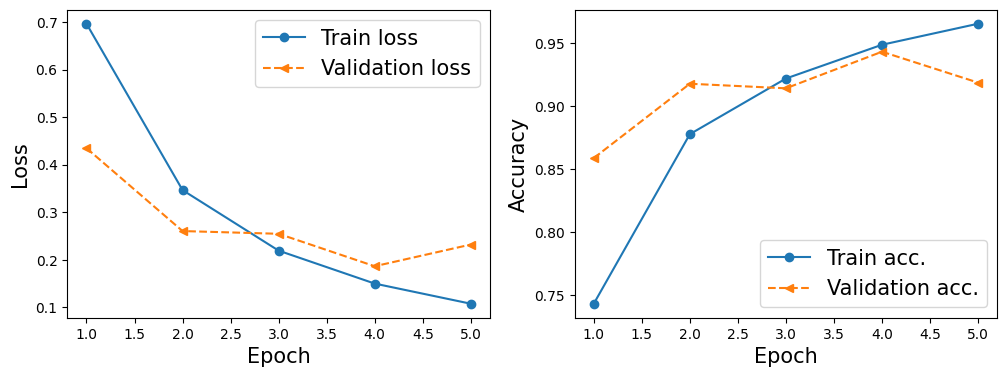 0.7
0.6
0.5
0.4
0.3
0.2
0.1
Loss
Train loss
Validation loss
1.0 1.5 2.0 2.5 3.0 3.5 4.0 4.5 5.0
Epoch
0.95
0.90
0.85
0.80
0.75
Accuracy
Train acc.
Validation acc.
1.0 1.5 2.0 2.5 3.0 3.5 4.0 4.5 5.0
Epoch